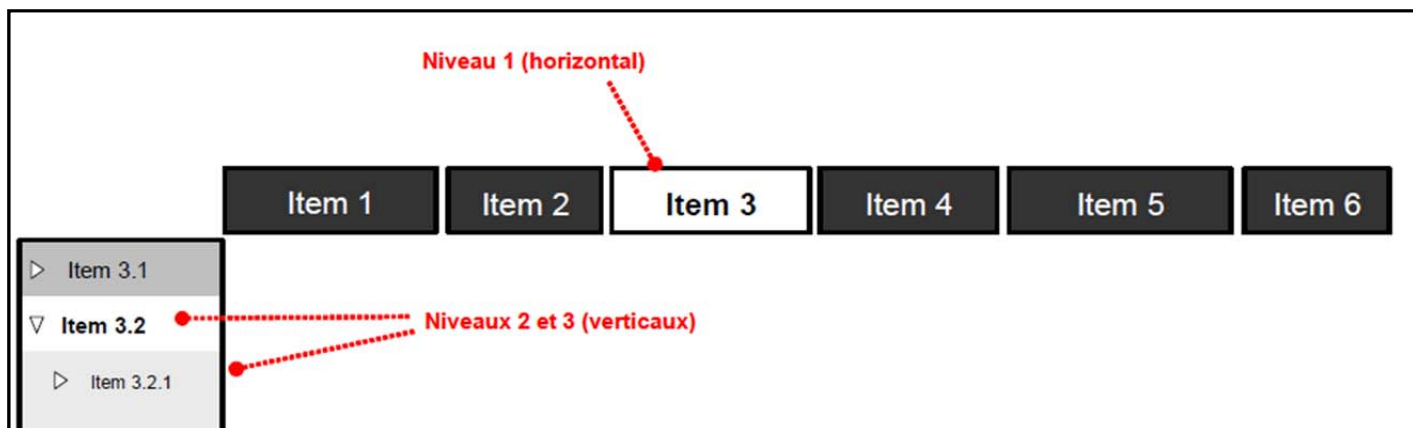 Niveau 1 (horizontal)
Item 1 Item 2 Item 3 Item 4 Item 5 Item 6
Item 3.1
Item 3.2
Niveaux 2 et 3 (verticaux)
Item 3.2.1